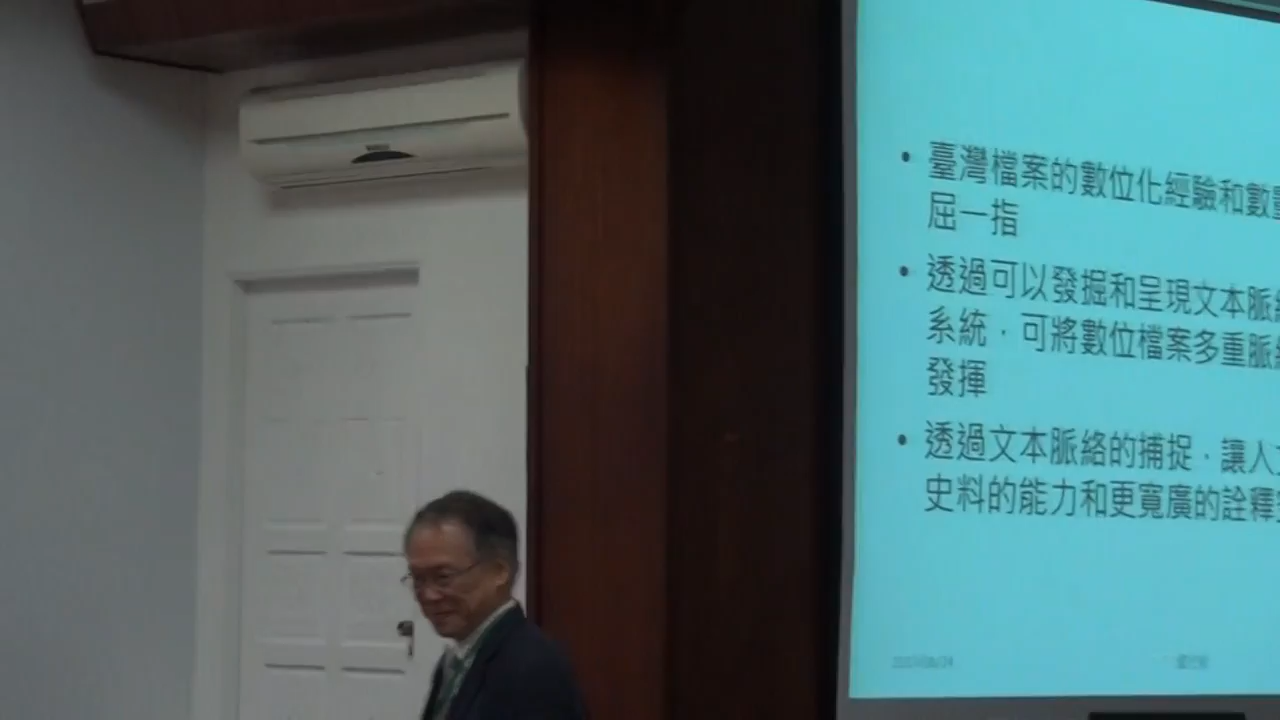 • 臺灣檔案的數位化經驗和數
屈一指
• 透過可以發掘和呈現文本脈
系統，可將數位檔案多重脈
發揮
• 透過文本脈絡的捕捉，讓人
史料的能力和更寬廣的詮釋